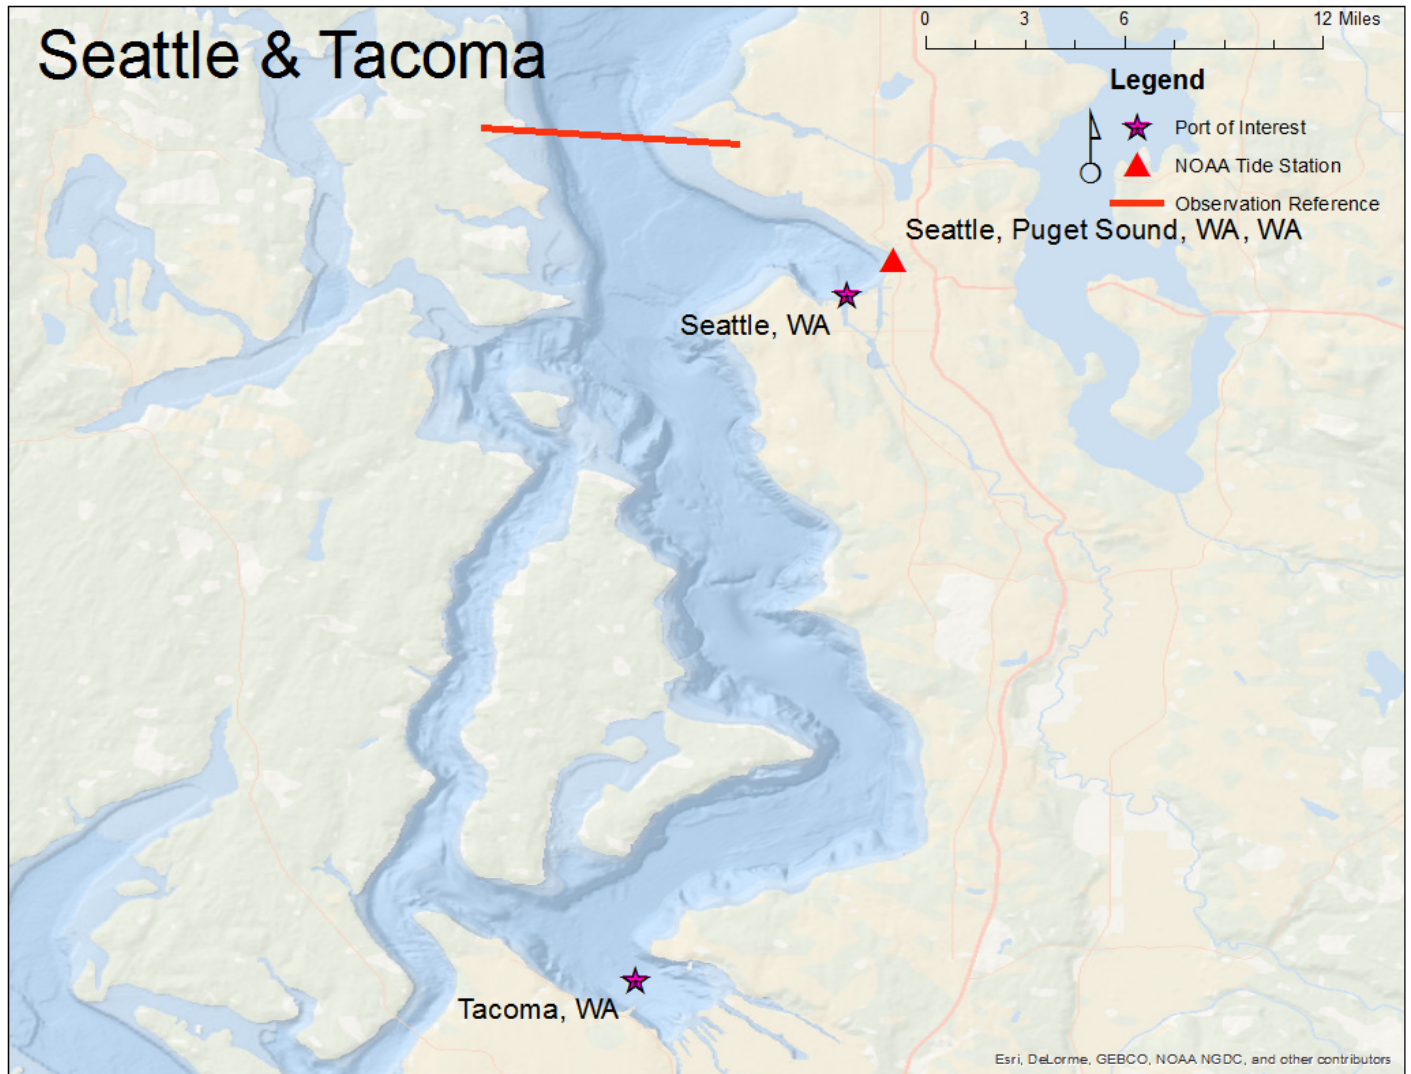 Seattle & Tacoma
0 3 6 12 Miles
Legend
Port of Interest
NOAA Tide Station
Observation Reference
Seattle, Puget Sound, WA, WA
Seattle, WA
Tacoma, WA
Esri, DeLorme, GEBCO, NOAA NGDC, and other contributors